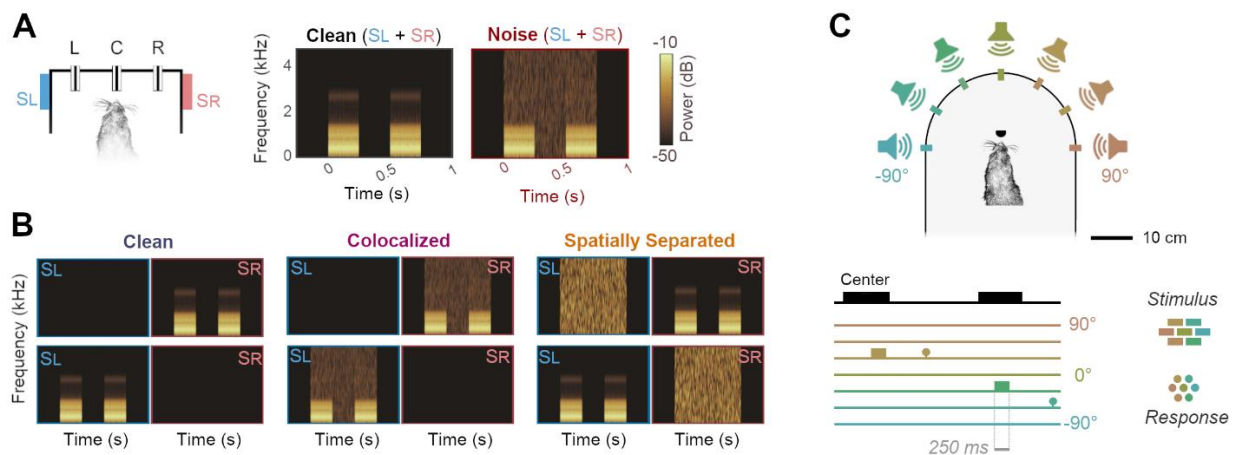 A
L C R
SL
SR
Clean (SL + SR)
Noise (SL + SR)
Frequency (kHz)
4
2
0
0
0.5
1
Time (s)
0
0.5
1
Time (s)
-10
Power (dB)
-50
B
Clean
Colocalized
Spatially Separated
Frequency (kHz)
SL SR SL SR SL SR
SL SR SL SR SL SR
Time (s) Time (s) Time (s) Time (s) Time (s) Time (s)
C
-90°
90°
10 cm
Center
90°
0°
-90°
250 ms
Stimulus
Response